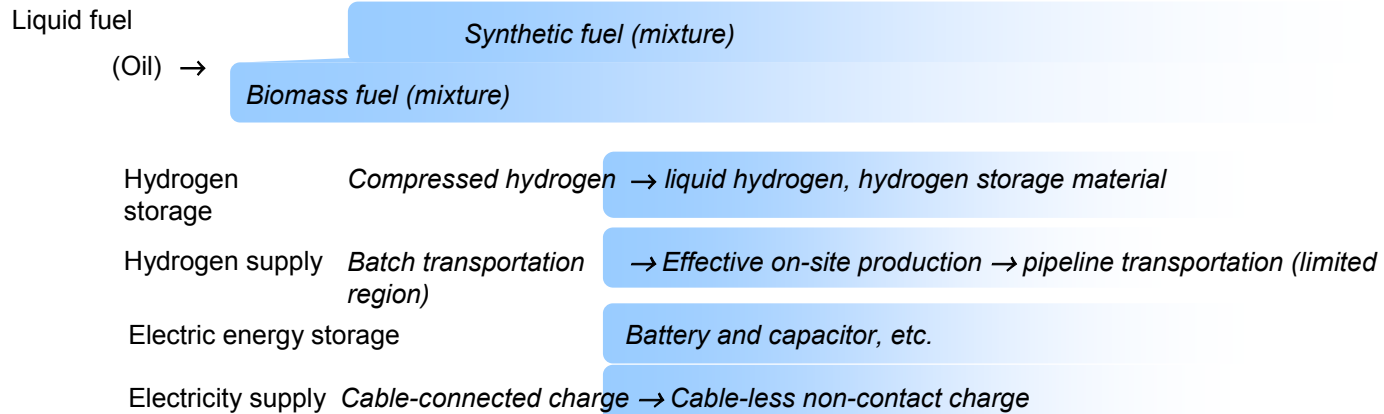 Liquid fuel
Synthetic fuel (mixture)
(Oil) →
Biomass fuel (mixture)
Hydrogen storage
Compressed hydrogen → liquid hydrogen, hydrogen storage material
Hydrogen supply
Batch transportation → Effective on-site production → pipeline transportation (limited
region)
Electric energy storage
Battery and capacitor, etc.
Electricity supply
Cable-connected charge → Cable-less non-contact charge